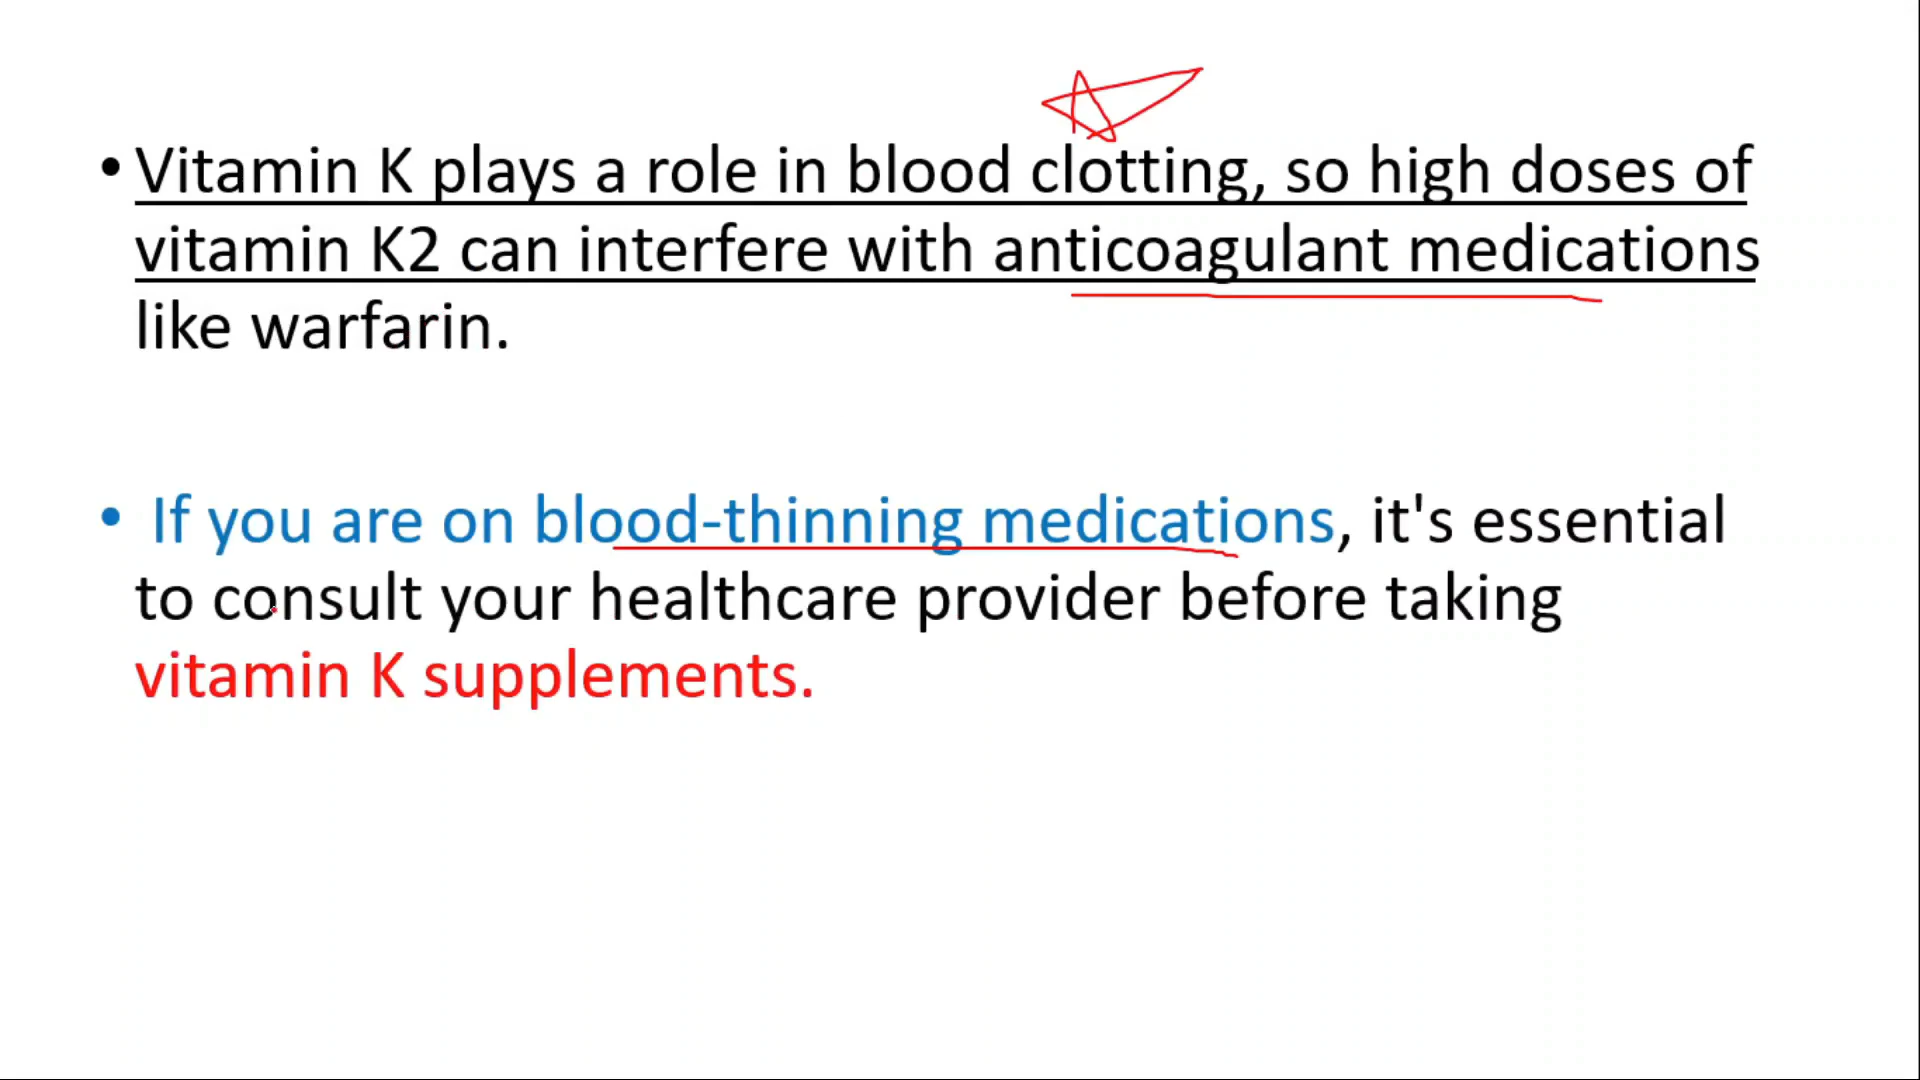 • Vitamin K plays a role in blood clotting, so high doses of
vitamin K2 can interfere with anticoagulant medications
like warfarin.
• If you are on blood-thinning medications, it's essential
to consult your healthcare provider before taking
vitamin K supplements.